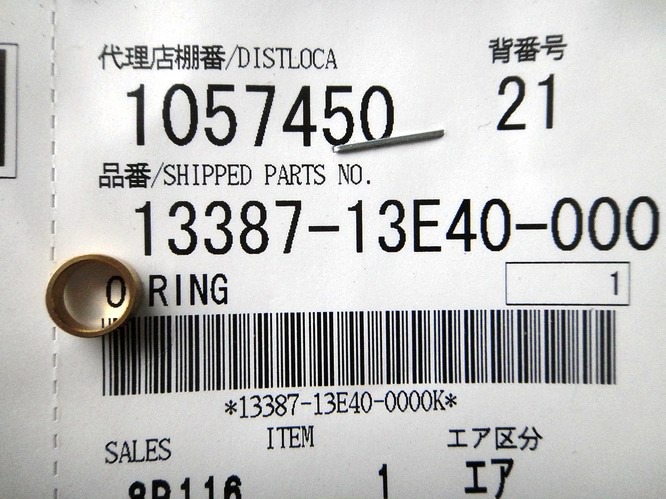 代理店棚番/DISTLOCA 背番号
1057450 21
品番/SHIPPED PARTS NO.
13387-13E40-000
O RING 1
*13387-13E40-0000K*
SALES ITEM エア区分
1 エア